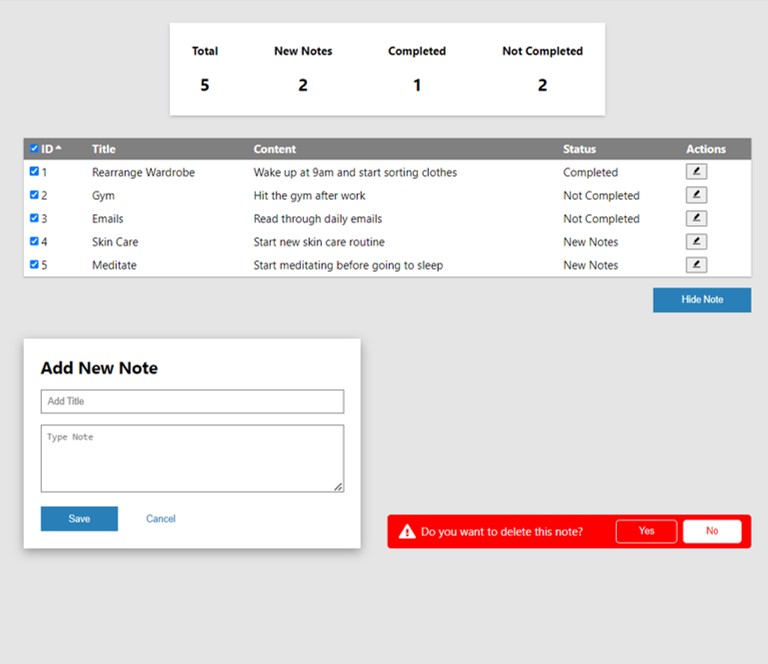 Total New Notes Completed Not Completed
5 2 1 2
ID Title Content Status Actions
1 Rearrange Wardrobe Wake up at 9am and start sorting clothes Completed
2 Gym Hit the gym after work Not Completed
3 Emails Read through daily emails Not Completed
4 Skin Care Start new skin care routine New Notes
5 Meditate Start meditating before going to sleep New Notes
Hide Note
Add New Note
Add Title
Type Note
Save Cancel
Do you want to delete this note? Yes No